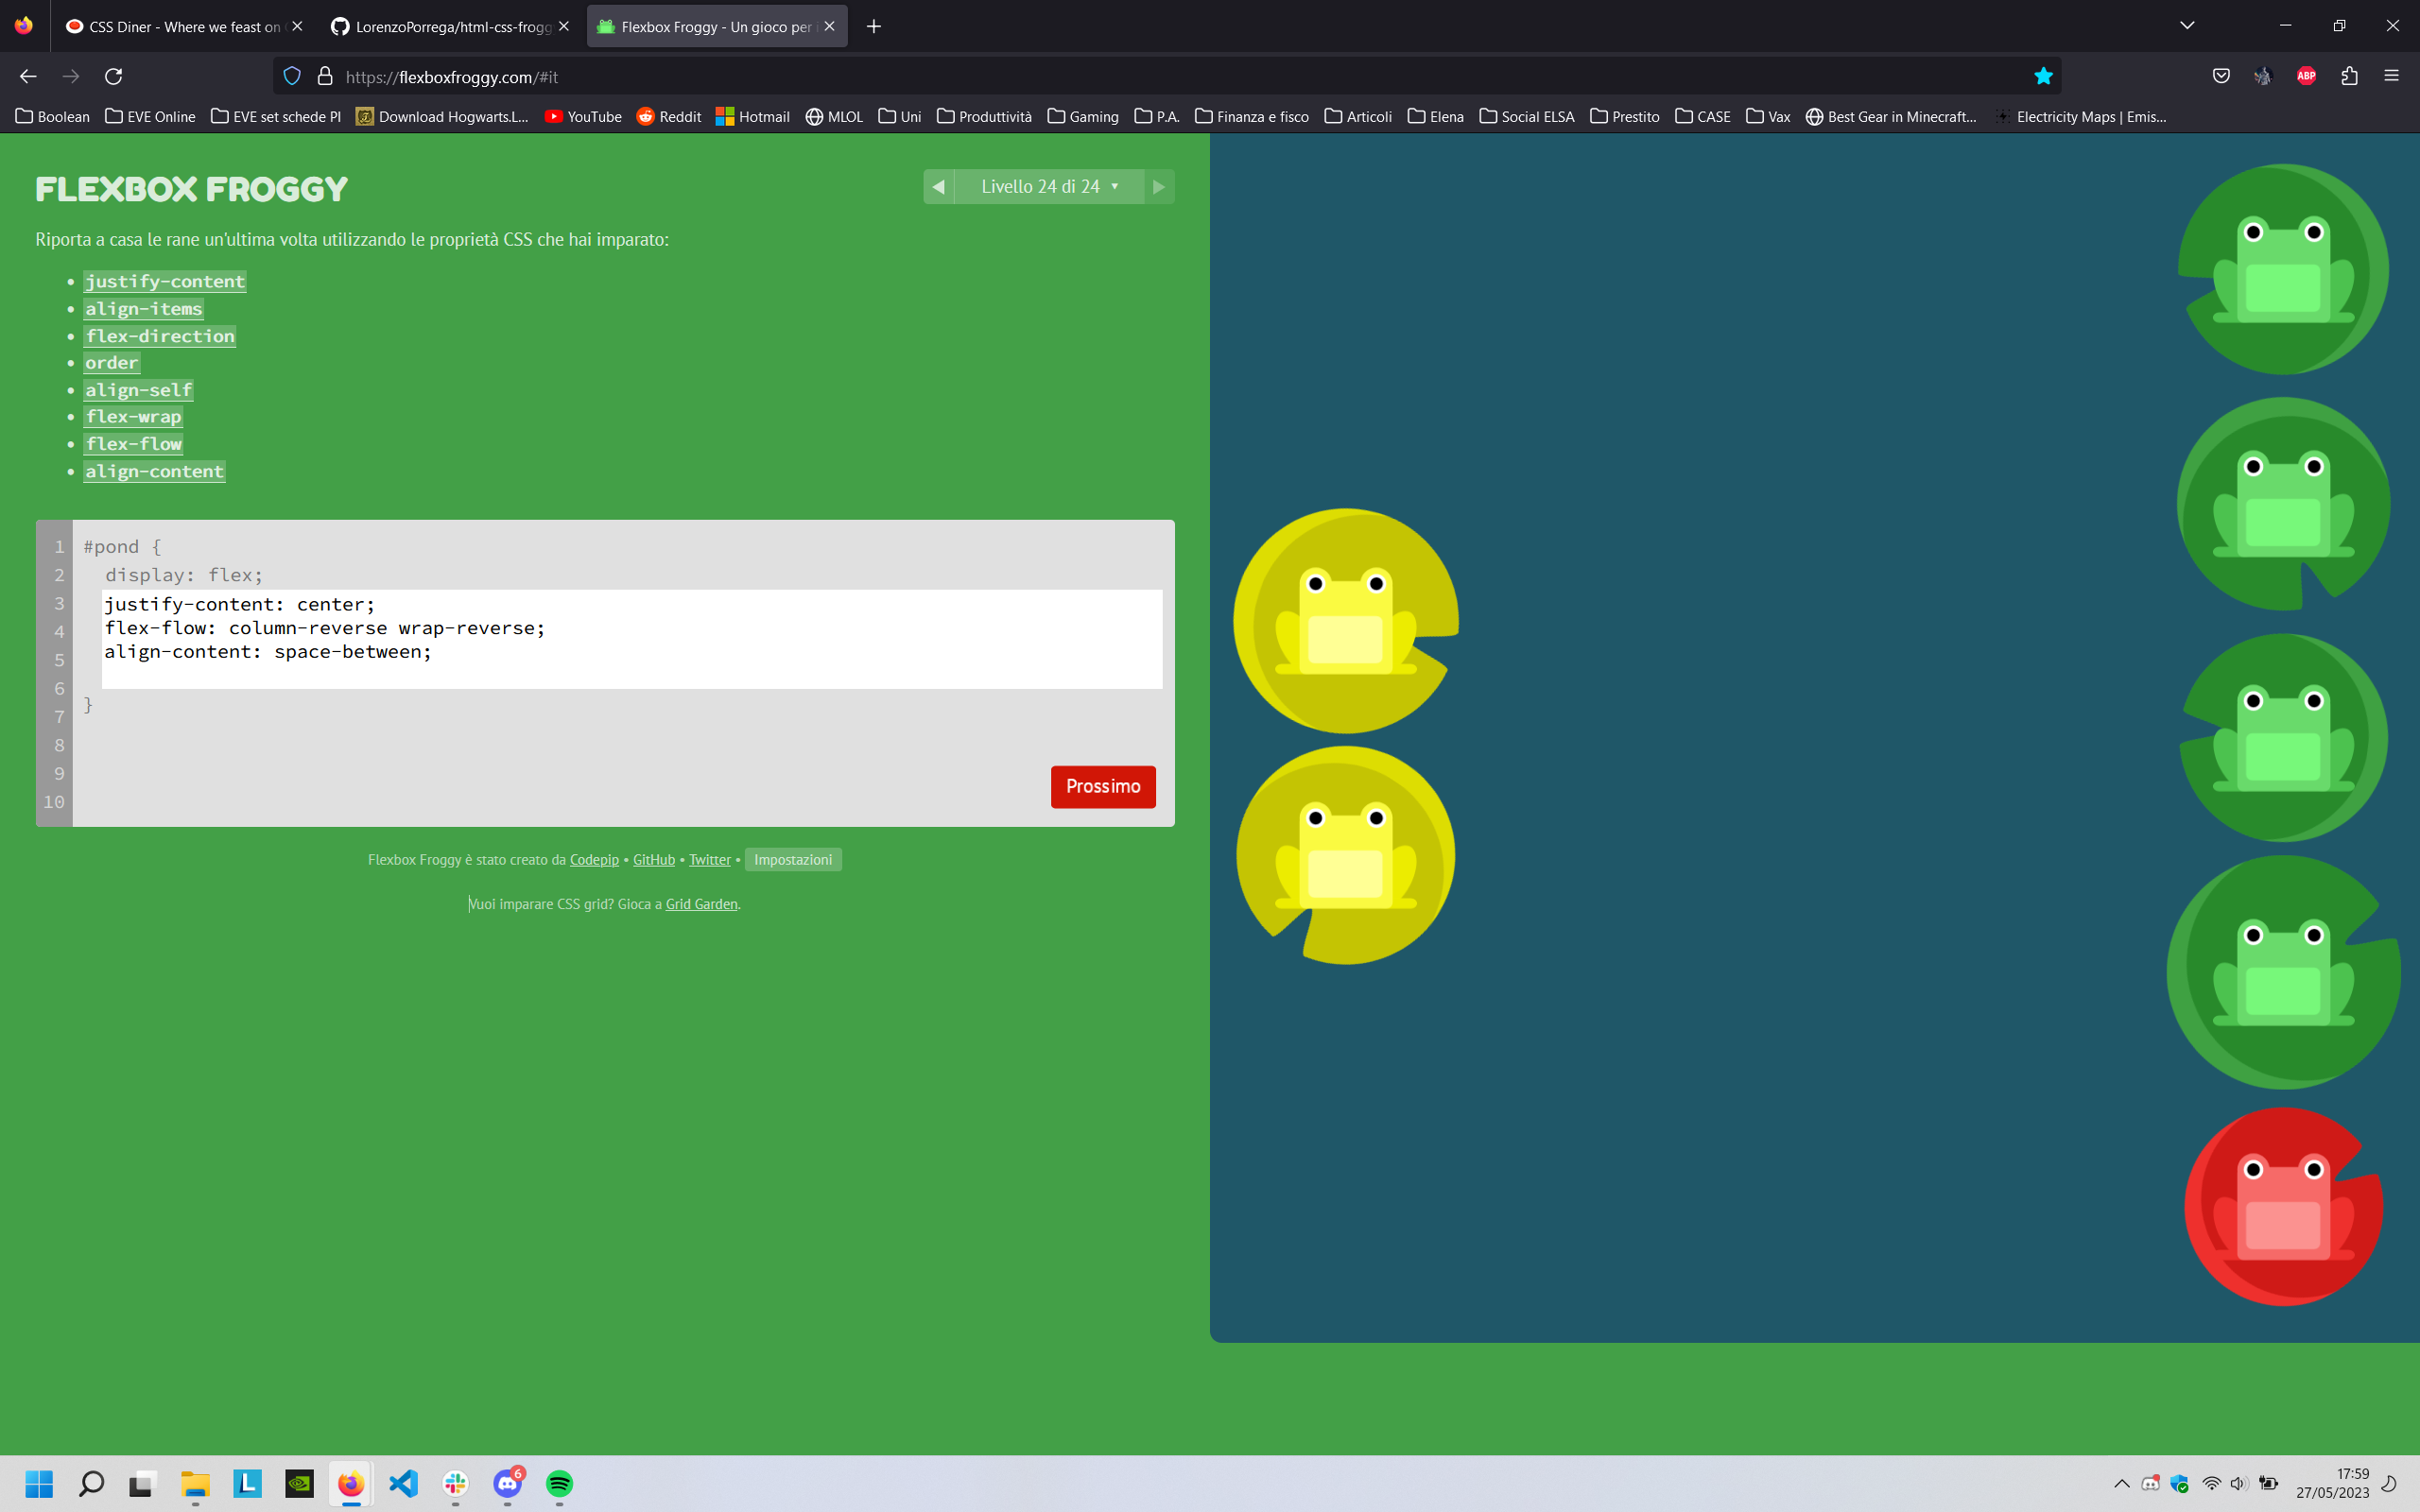 CSS Diner - Where we feast on
LorenzoPorrega/html-css-frogg
Flexbox Froggy - Un gioco per i
https://flexboxfroggy.com/#it
ABP
Boolean
EVE Online
EVE set schede PI
Download Hogwarts.L...
YouTube
Reddit
Hotmail
MLOL
Uni
Produttività
Gaming
P.A.
Finanza e fisco
Articoli
Elena
Social ELSA
Prestito
CASE
Vax
Best Gear in Minecraft...
Electricity Maps | Emis...
FLEXBOX FROGGY
Livello 24 di 24
Riporta a casa le rane un'ultima volta utilizzando le proprietà CSS che hai imparato:
• justify-content
• align-items
• flex-direction
• order
• align-self
• flex-wrap
• flex-flow
• align-content
1 #pond {
2 display: flex;
3 justify-content: center;
4 flex-flow: column-reverse wrap-reverse;
5 align-content: space-between;
6
7 }
8
9
10
Prossimo
Flexbox Froggy è stato creato da Codepip • GitHub • Twitter • Impostazioni
Vuoi imparare CSS grid? Gioca a Grid Garden.
L
6
17:59
27/05/2023